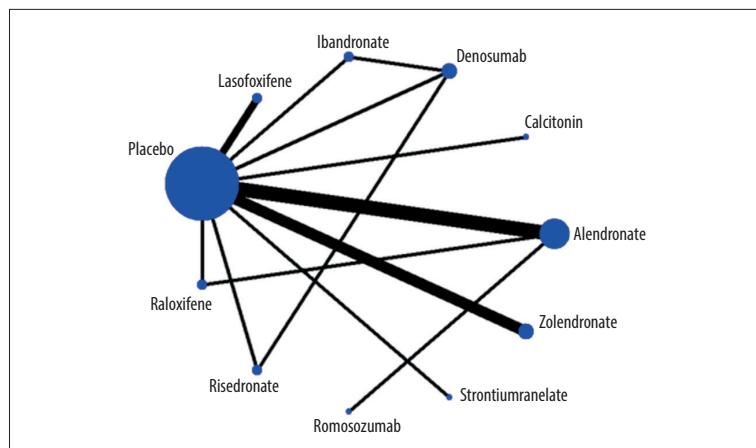 Ibandronate
Denosumab
Lasofoxifene
Calcitonin
Placebo
Alendronate
Raloxifene
Zolendronate
Risedronate
Strontiumranelate
Romosozumab